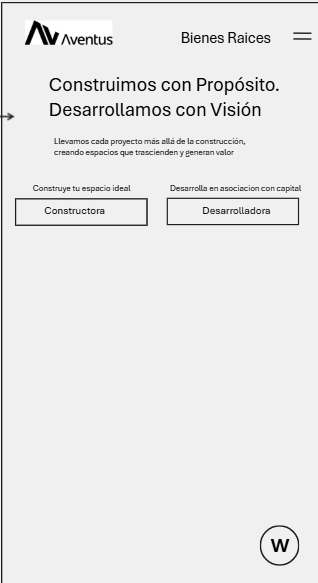 Aventus
Bienes Raices
Construimos con Propósito.
Desarrollamos con Visión
Llevamos cada proyecto más allá de la construcción,
creando espacios que trascienden y generan valor
Construye tu espacio ideal
Desarrolla en asociacion con capital
Constructora
Desarrolladora
W